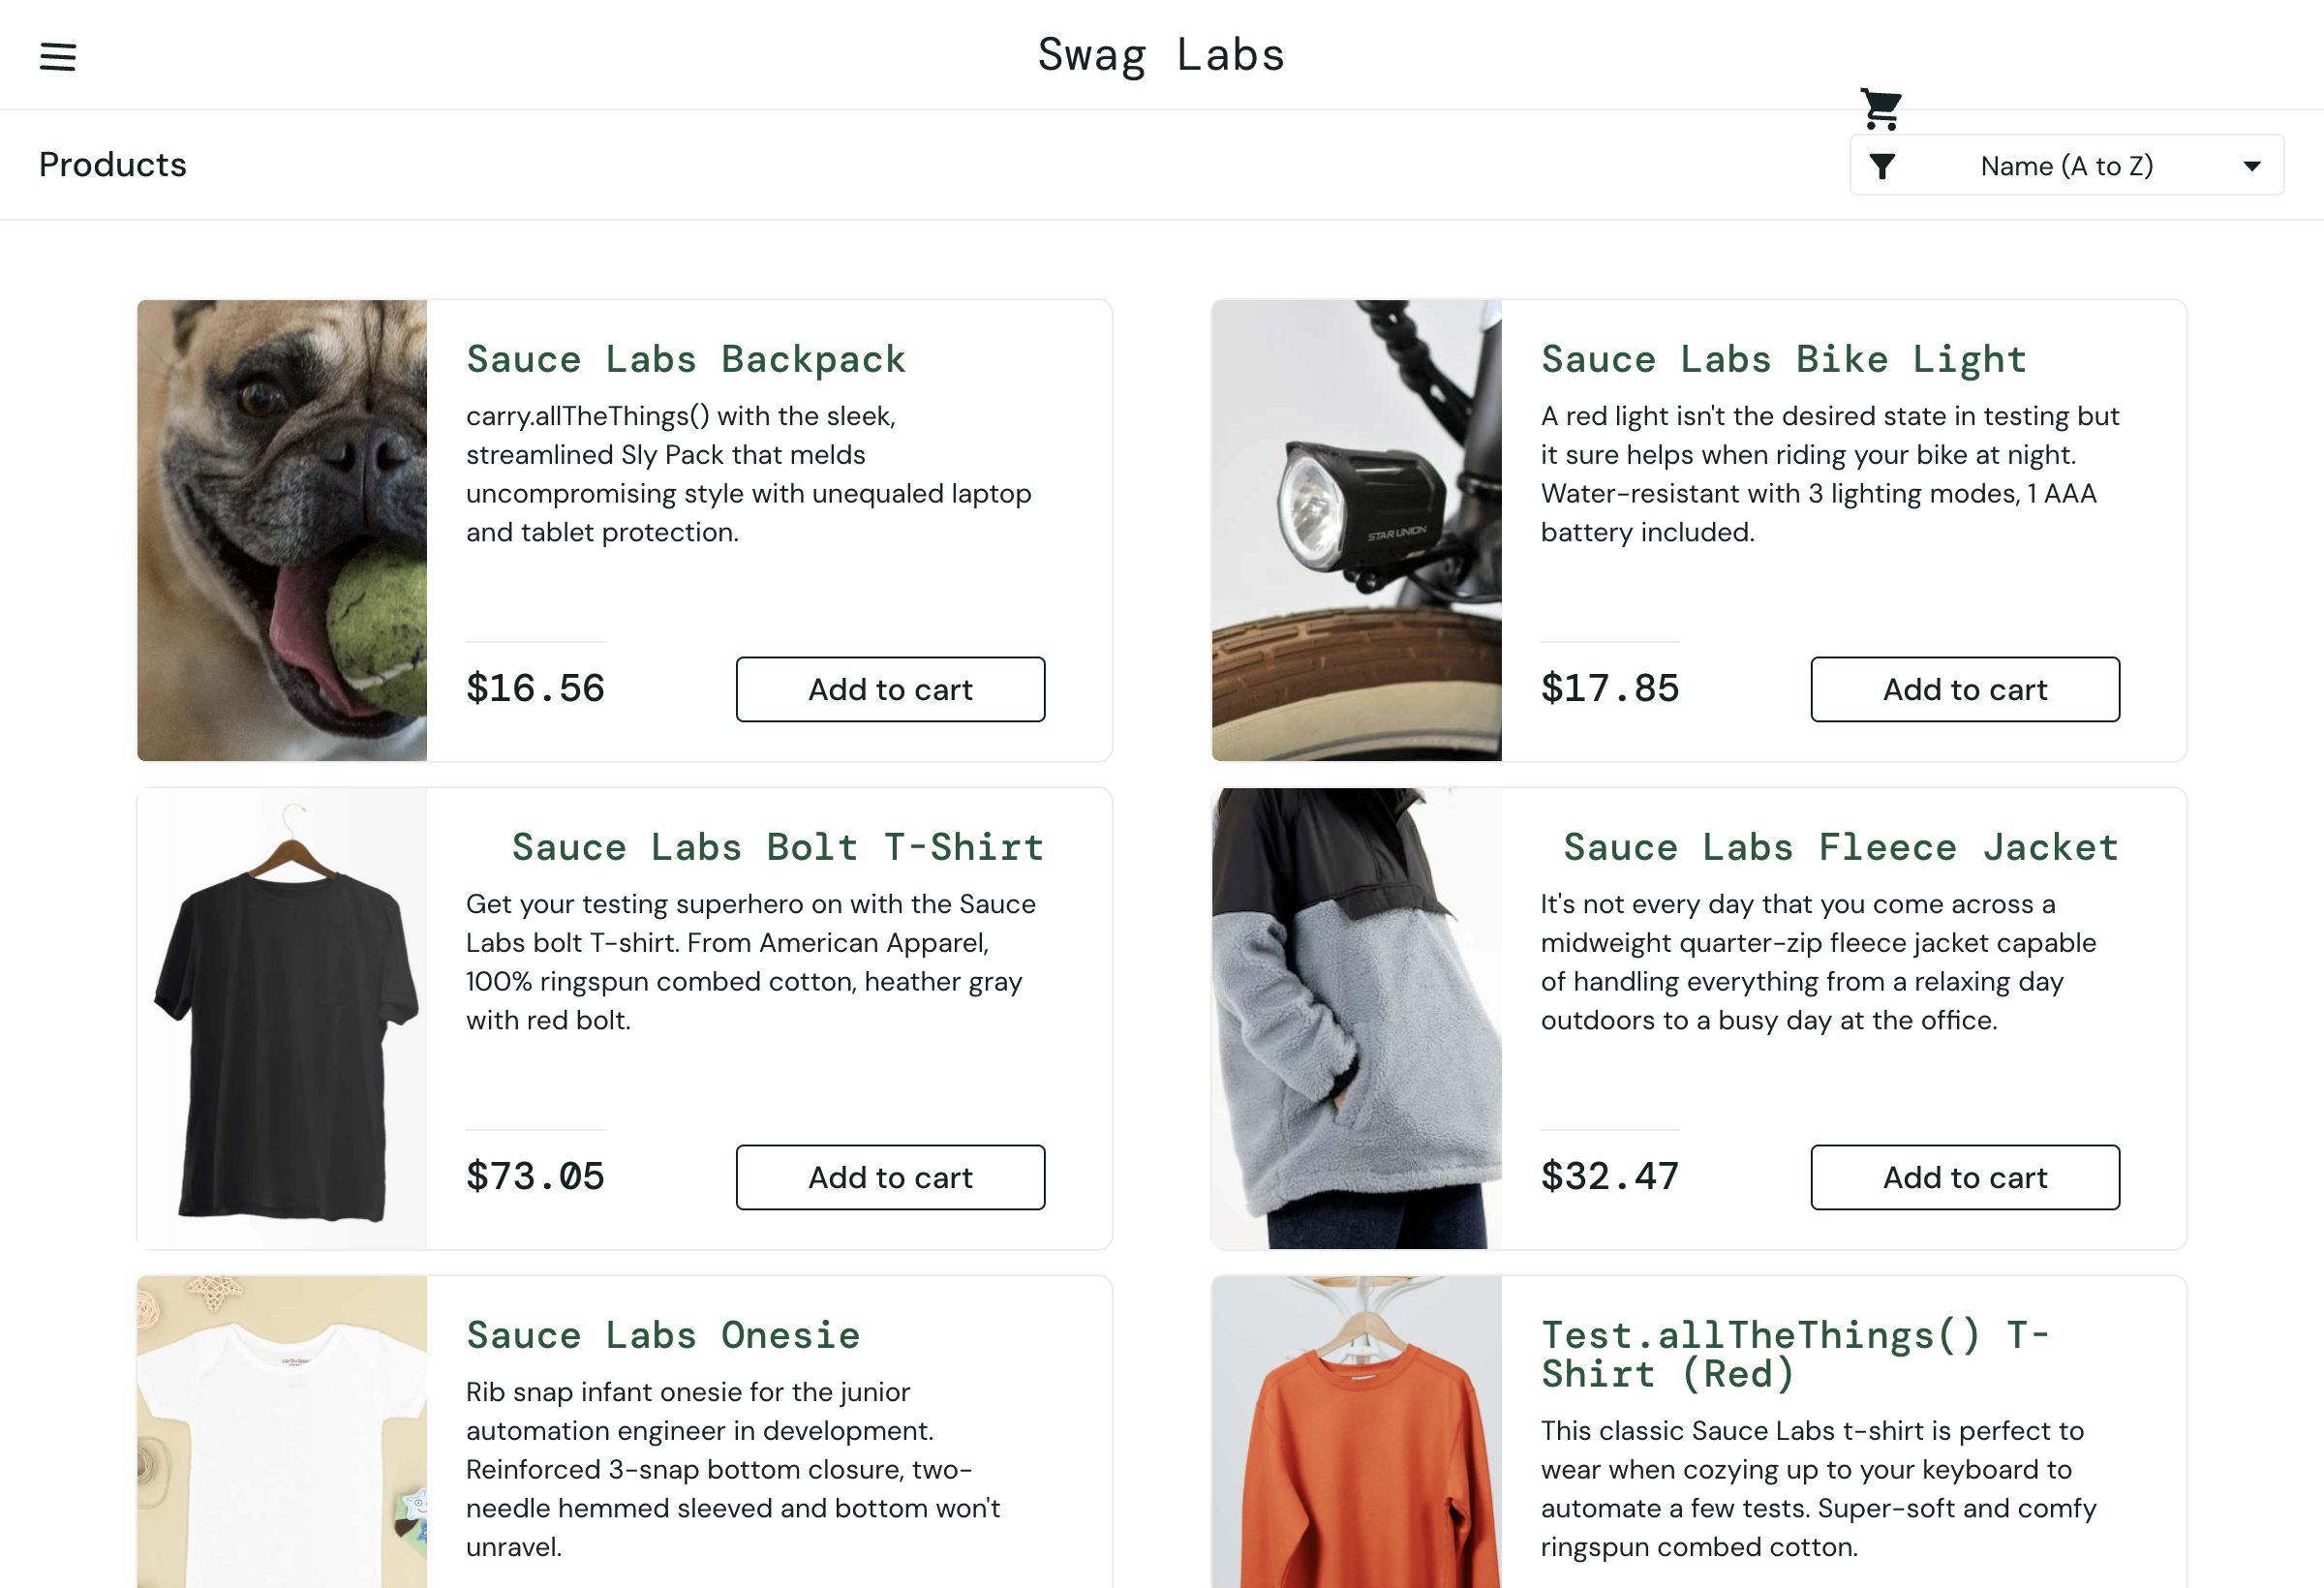 Swag Labs
Products
Name (A to Z)
Sauce Labs Backpack
carry.allTheThings() with the sleek,
streamlined Sly Pack that melds
uncompromising style with unequaled laptop
and tablet protection.
$16.56
Add to cart
Sauce Labs Bike Light
A red light isn't the desired state in testing but
it sure helps when riding your bike at night.
Water-resistant with 3 lighting modes, 1 AAA
battery included.
STAR UNION
$17.85
Add to cart
Sauce Labs Bolt T-Shirt
Get your testing superhero on with the Sauce
Labs bolt T-shirt. From American Apparel,
100% ringspun combed cotton, heather gray
with red bolt.
$73.05
Add to cart
Sauce Labs Fleece Jacket
It's not every day that you come across a
midweight quarter-zip fleece jacket capable
of handling everything from a relaxing day
outdoors to a busy day at the office.
$32.47
Add to cart
Sauce Labs Onesie
Rib snap infant onesie for the junior
automation engineer in development.
Reinforced 3-snap bottom closure, two-
needle hemmed sleeved and bottom won't
unravel.
Test.allTheThings() T-
Shirt (Red)
This classic Sauce Labs t-shirt is perfect to
wear when cozying up to your keyboard to
automate a few tests. Super-soft and comfy
ringspun combed cotton.